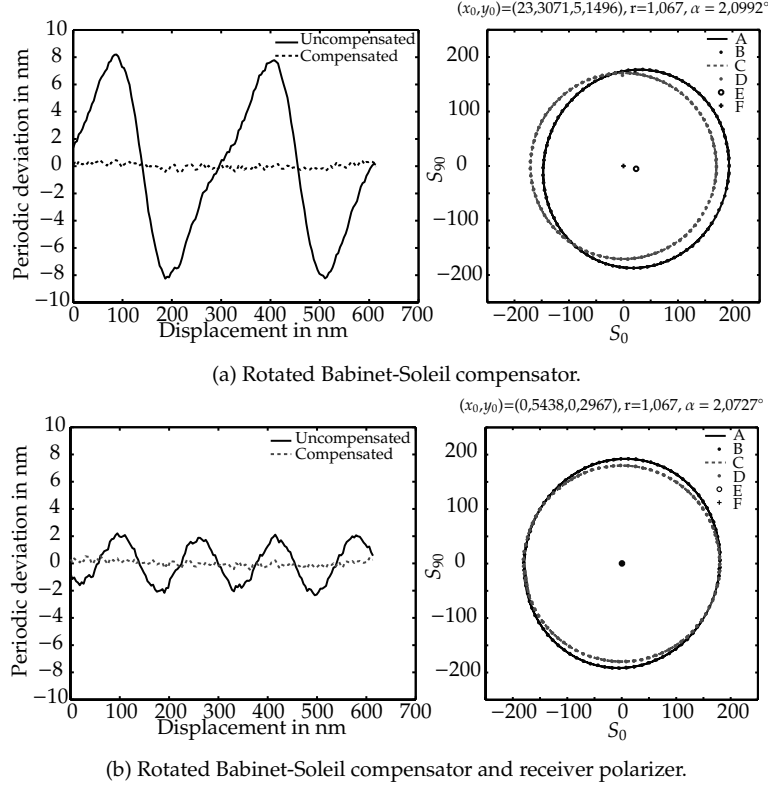 (x₀,y₀)=(23,3071,5,1496), r=1,067, α = 2,0992°
10
8
6
4
2
0
−2
−4
−6
−8
−10
Periodic deviation in nm
Uncompensated
Compensated
0 100 200 300 400 500 600 700
Displacement in nm
200
100
0
−100
−200
S₉₀
A
B
C
D
E
F
−200 −100 0 100 200
S₀
(a) Rotated Babinet-Soleil compensator.
(x₀,y₀)=(0,5438,0,2967), r=1,067, α = 2,0727°
10
8
6
4
2
0
−2
−4
−6
−8
−10
Periodic deviation in nm
Uncompensated
Compensated
0 100 200 300 400 500 600 700
Displacement in nm
200
100
0
−100
−200
S₉₀
A
B
C
D
E
F
−200 −100 0 100 200
S₀
(b) Rotated Babinet-Soleil compensator and receiver polarizer.